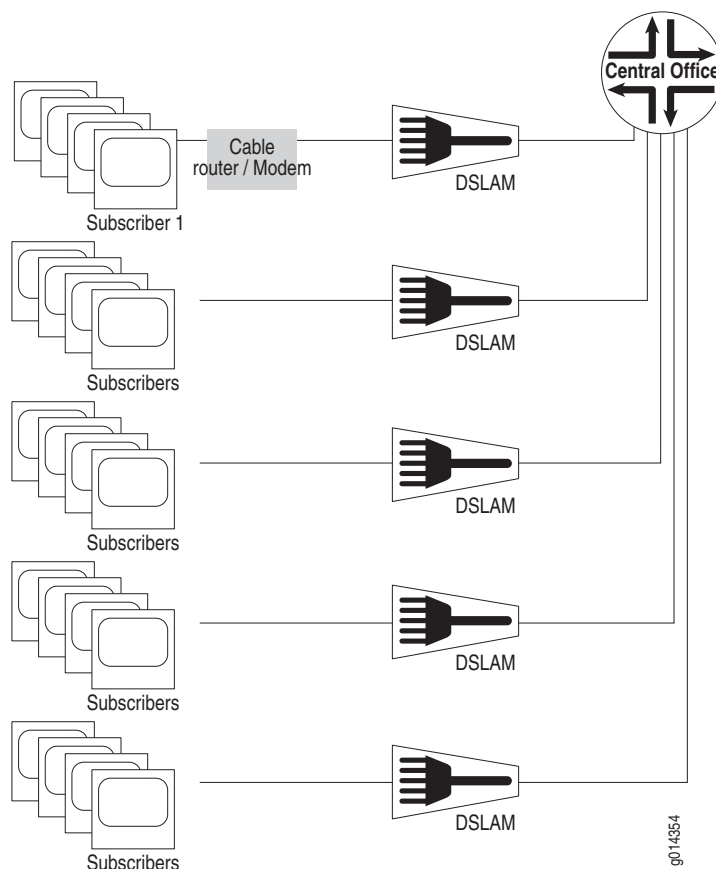 Central Office
Cable
router / Modem
DSLAM
Subscriber 1
DSLAM
Subscribers
DSLAM
Subscribers
DSLAM
Subscribers
DSLAM
Subscribers
g014354